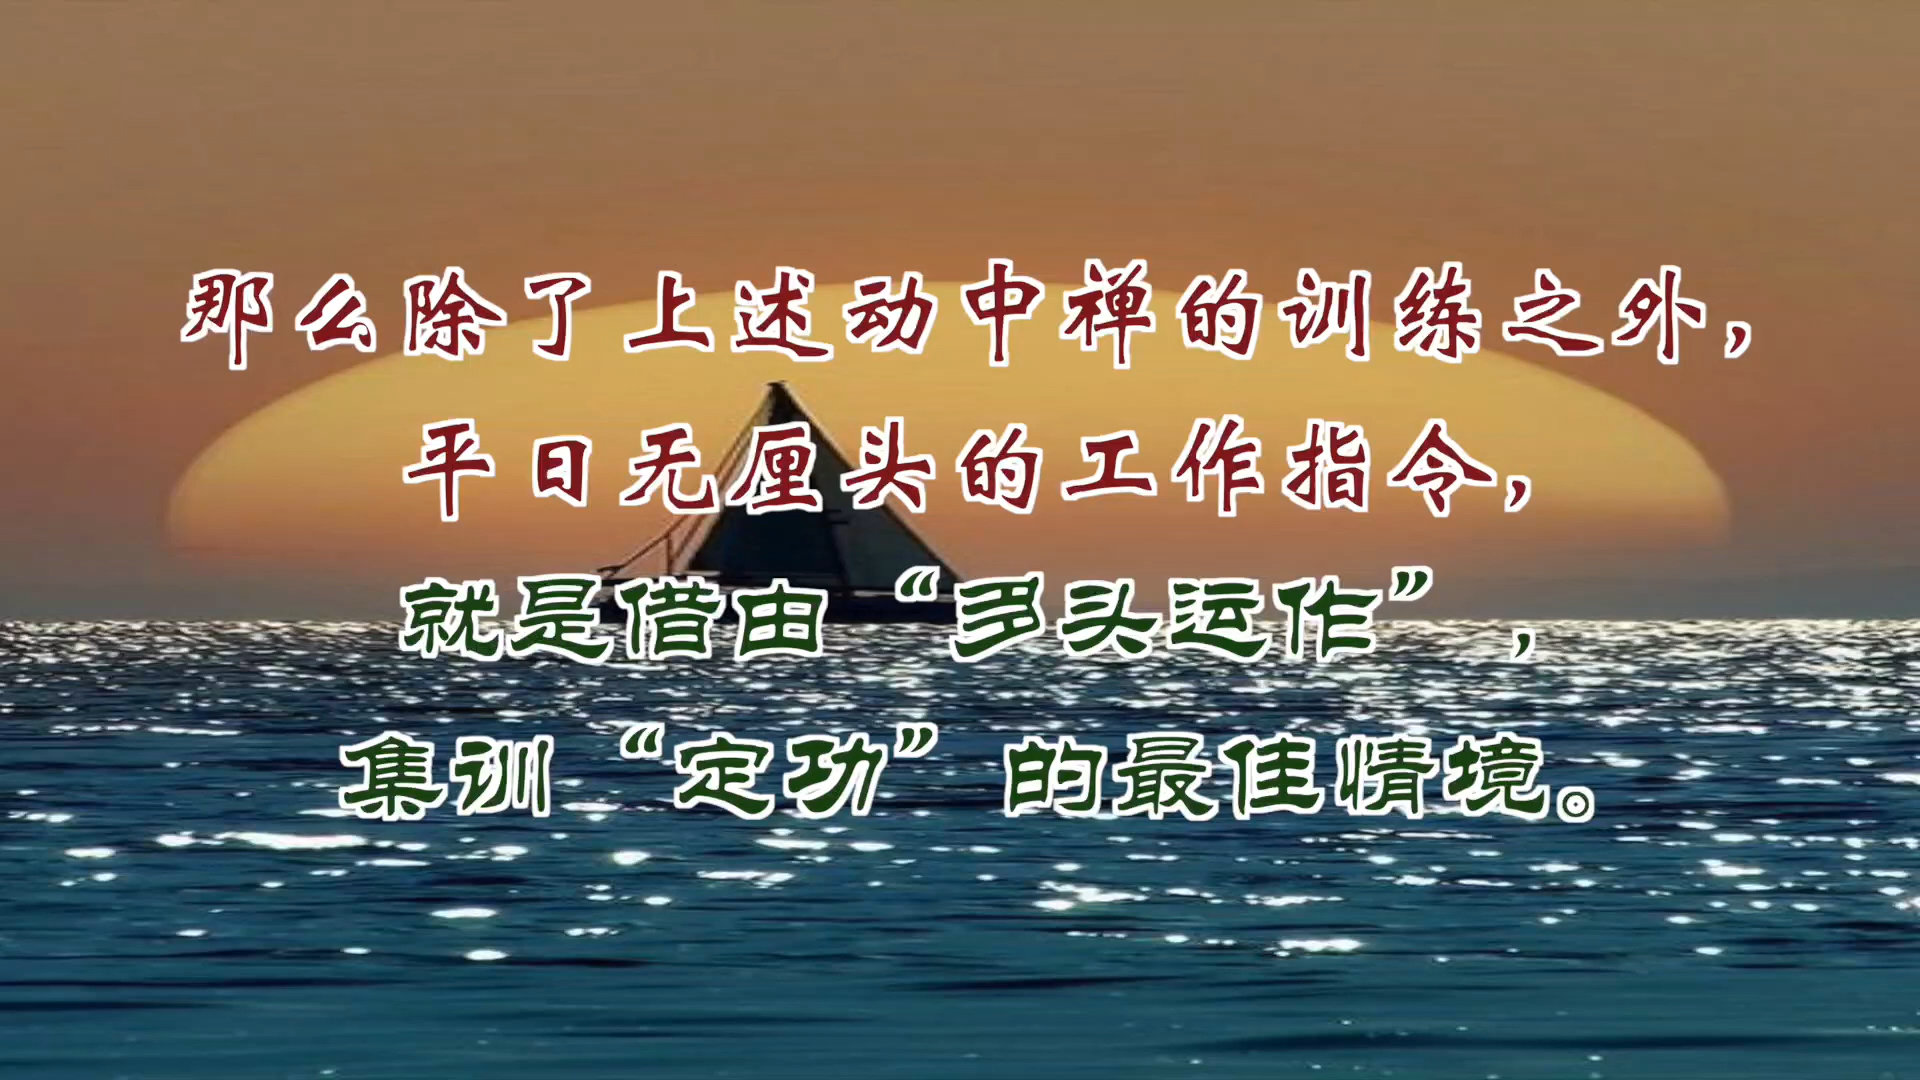 那么除了上述动中禅的训练之外，
平日无厘头的工作指令，
就是借由“多头运作”，
集训“定功”的最佳情境。